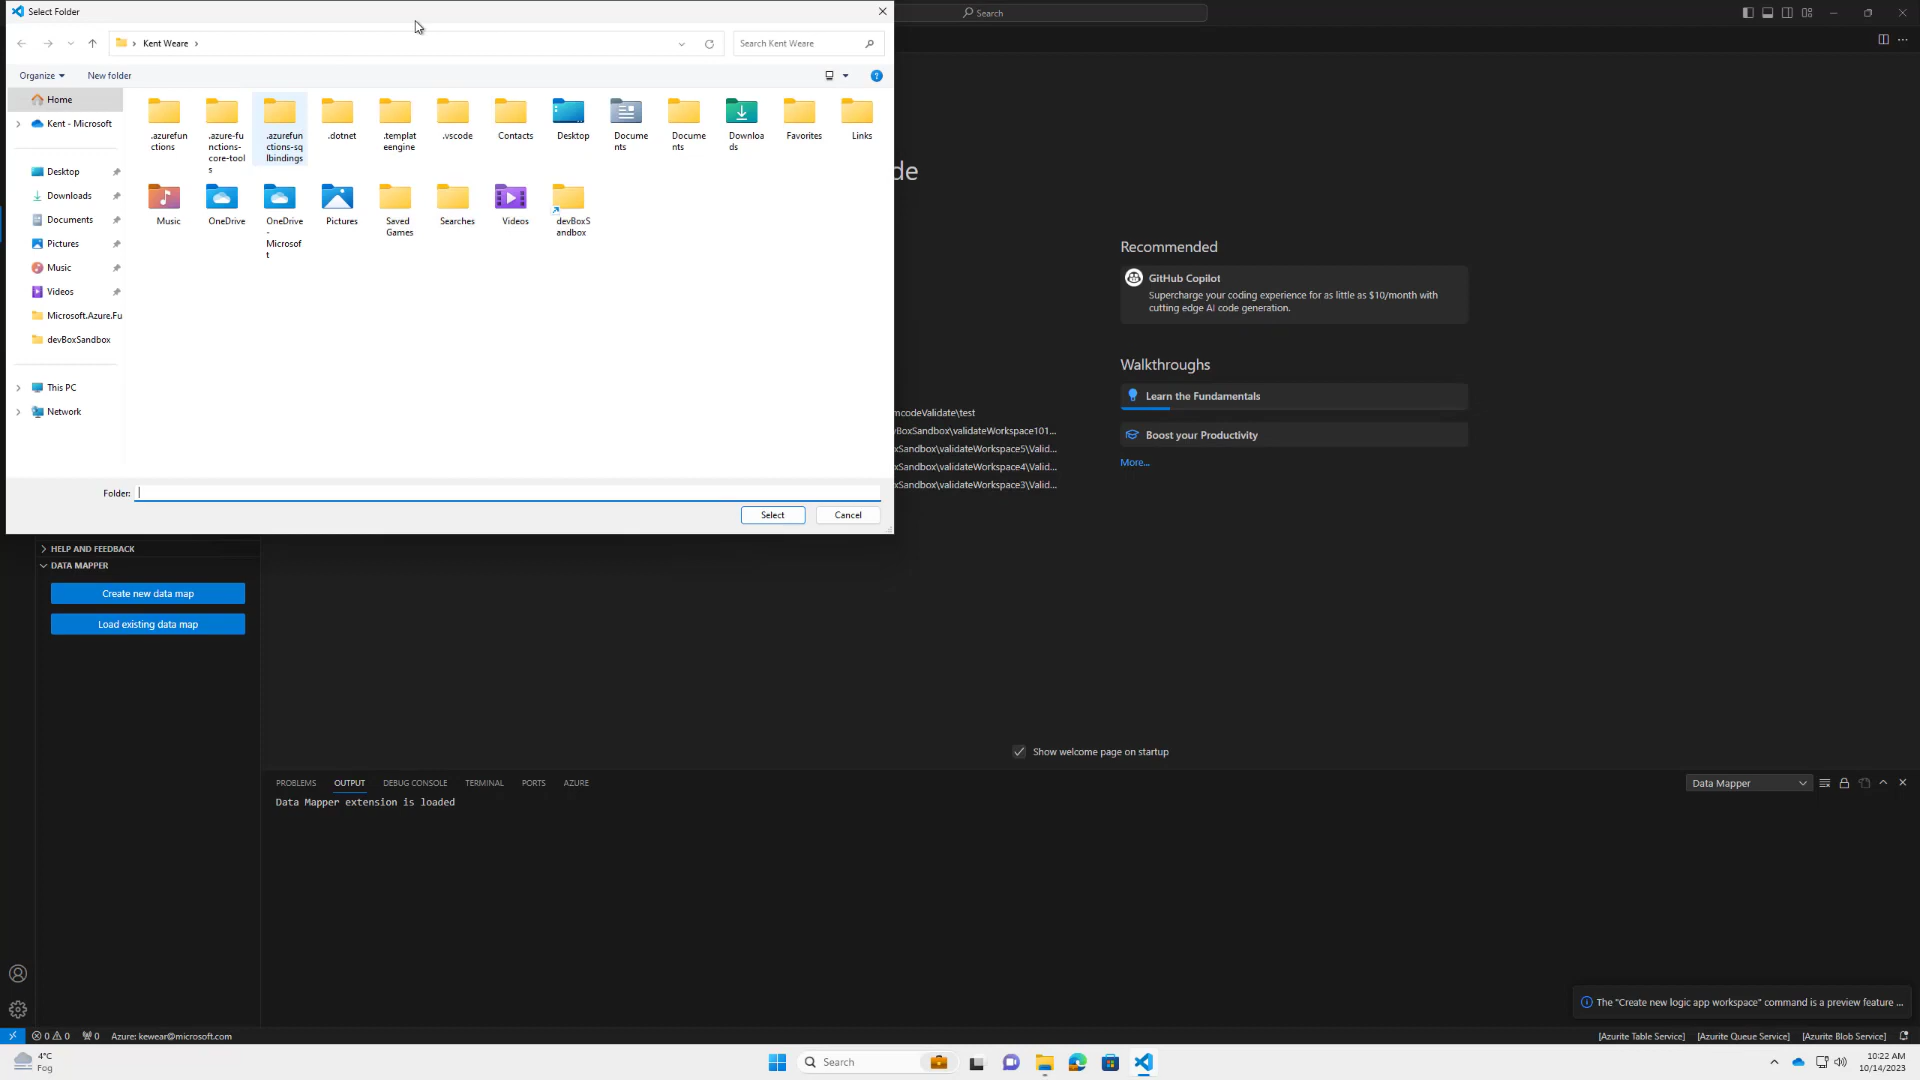 Select Folder
Search
Kent Weare
Search Kent Weare
Organize
New folder
Home
Kent - Microsoft
Desktop
Downloads
Documents
Pictures
Music
Videos
Microsoft.Azure.Fu
devBoxSandbox
This PC
Network
.azurefun
ctions
.azure-fu
nctions-
core-tool
s
.azurefun
ctions-sq
lbindings
.dotnet
.templat
eengine
.vscode
Contacts
Desktop
Docume
nts
Docume
nts
Downloa
ds
Favorites
Links
Music
OneDrive
OneDrive
-
Microsof
t
Pictures
Saved
Games
Searches
Videos
devBoxS
andbox
Folder:
Select
Cancel
de
Recommended
GitHub Copilot
Supercharge your coding experience for as little as $10/month with
cutting edge AI code generation.
Walkthroughs
Learn the Fundamentals
Boost your Productivity
More...
mcodeValidate\test
vBoxSandbox\validateWorkspace101...
xSandbox\validateWorkspace5\Valid...
xSandbox\validateWorkspace4\Valid...
xSandbox\validateWorkspace3\Valid...
HELP AND FEEDBACK
DATA MAPPER
Create new data map
Load existing data map
Show welcome page on startup
PROBLEMS
OUTPUT
DEBUG CONSOLE
TERMINAL
PORTS
AZURE
Data Mapper
Data Mapper extension is loaded
The "Create new logic app workspace" command is a preview feature ...
0
0
0
Azure: kewear@microsoft.com
[Azurite Table Service]
[Azurite Queue Service]
[Azurite Blob Service]
4°C
Fog
Search
10:22 AM
10/14/2023